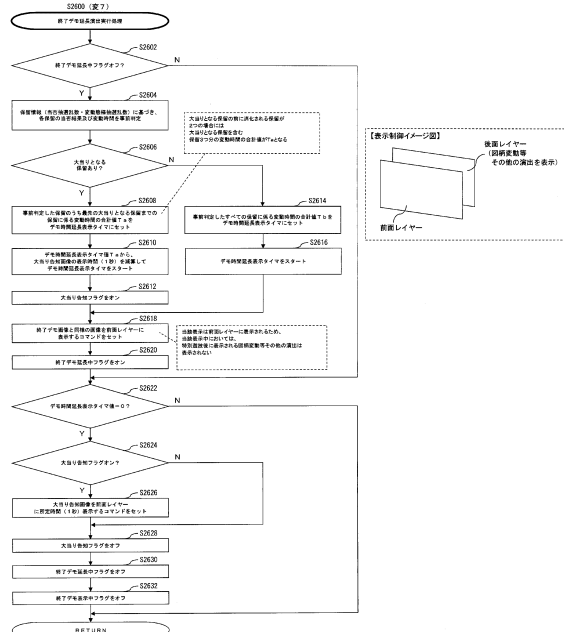 S2600（変７）
終了デモ延長演出実行処理
S2602
終了デモ延長中フラグオフ？
N
Y
S2604
保留情報（当否抽選乱数・変動態様抽選乱数）に基づき、
各保留の当否結果及び変動時間を事前判定
大当りとなる保留の前に消化される保留が
２つの場合には
大当りとなる保留を含む
保留３つ分の変動時間の合計値がTaとなる
【表示制御イメージ図】
後面レイヤー
（図柄変動等
その他の演出を表示）
前面レイヤー
S2606
大当りとなる
保留あり？
N
Y
S2608
事前判定した保留のうち最先の大当りとなる保留までの
保留に係る変動時間の合計値Ｔａを
デモ時間延長表示タイマにセット
S2614
事前判定したすべての保留に係る変動時間の合計値Ｔｂを
デモ時間延長表示タイマにセット
S2610
デモ時間延長表示タイマ値Ｔａから、
大当り告知画像の表示時間（１秒）を減算して
デモ時間延長表示タイマをスタート
S2616
デモ時間延長表示タイマをスタート
S2612
大当り告知フラグをオン
S2618
終了デモ画像と同様の画像を前面レイヤーに
表示するコマンドをセット
当該表示は前面レイヤーに表示されるため、
当該表示中においては、
特別遊技後に表示される図柄変動等その他の演出は
表示されない
S2620
終了デモ延長中フラグをオン
S2622
デモ時間延長表示タイマ値＝０？
N
Y
S2624
大当り告知フラグオン？
N
Y
S2626
大当り告知画像を前面レイヤー
に所定時間（１秒）表示するコマンドをセット
S2628
大当り告知フラグをオフ
S2630
終了デモ延長中フラグをオフ
S2632
終了デモ表示中フラグをオフ
RETURN